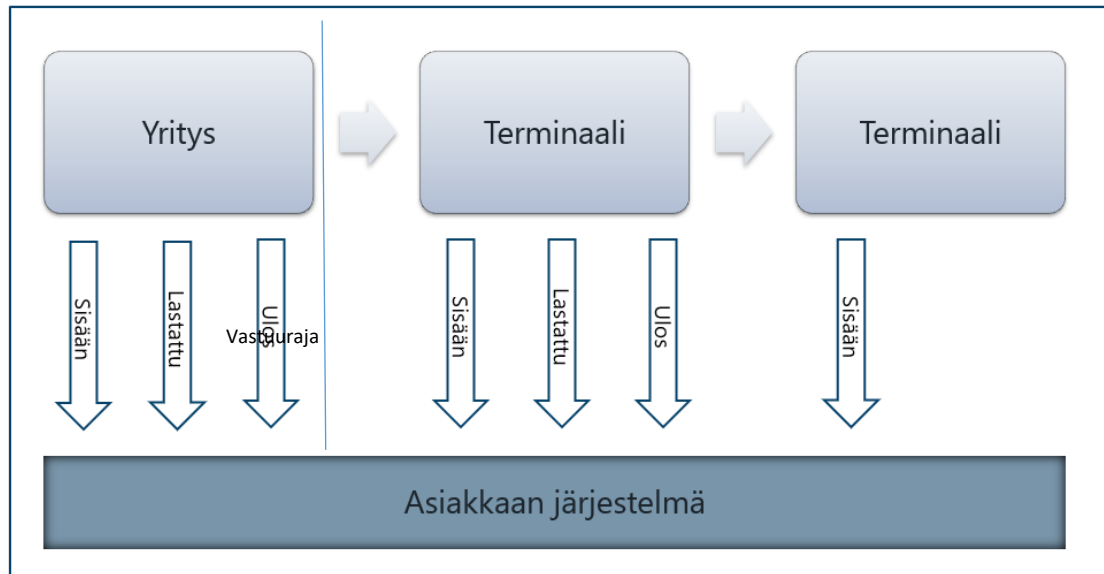 Yritys
Terminaali
Terminaali
Sisään
Lastattu
Ulos
Vastuuraja
Sisään
Lastattu
Ulos
Sisään
Asiakkaan järjestelmä